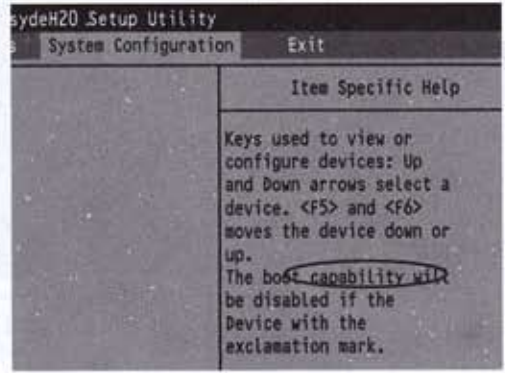 sydeH2O Setup Utility
s System Configuration Exit
Item Specific Help
Keys used to view or
configure devices: Up
and Down arrows select a
device. <F5> and <F6>
moves the device down or
up.
The boot capability will
be disabled if the
Device with the
exclamation mark.